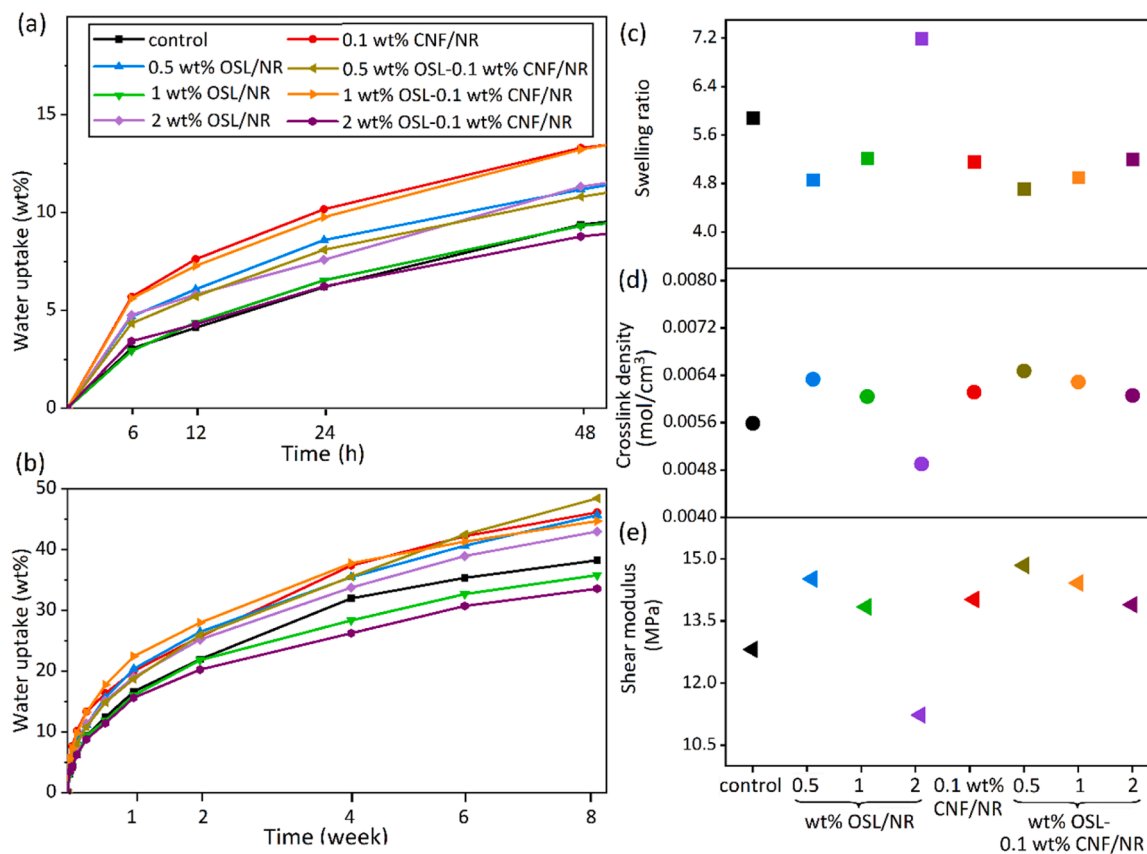 (a)
control
0.1 wt% CNF/NR
0.5 wt% OSL/NR
0.5 wt% OSL-0.1 wt% CNF/NR
1 wt% OSL/NR
1 wt% OSL-0.1 wt% CNF/NR
2 wt% OSL/NR
2 wt% OSL-0.1 wt% CNF/NR
Water uptake (wt%)
15
10
5
0
6
12
24
48
Time (h)
(b)
Water uptake (wt%)
50
40
30
20
10
0
1
2
4
6
8
Time (week)
(c)
Swelling ratio
7.2
6.4
5.6
4.8
4.0
(d)
Crosslink density
(mol/cm³)
0.0080
0.0072
0.0064
0.0056
0.0048
0.0040
(e)
Shear modulus
(MPa)
15.0
13.5
12.0
10.5
control
0.5
1
2
0.1 wt%
CNF/NR
0.5
1
2
wt% OSL/NR
wt% OSL-
0.1 wt% CNF/NR